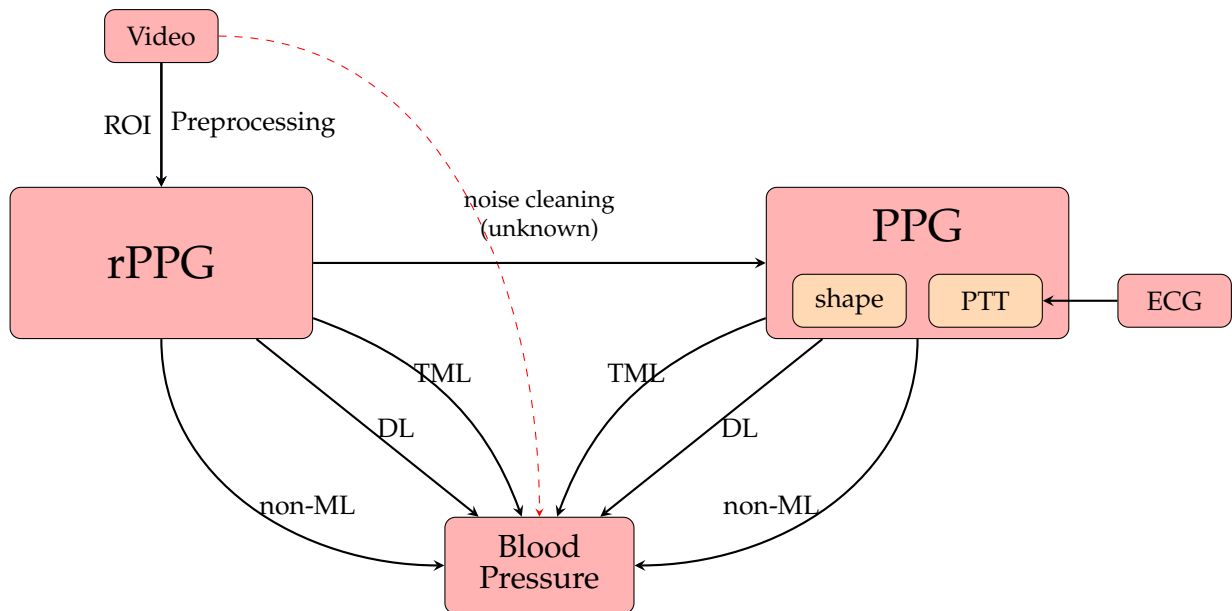 Video
ROI
Preprocessing
noise cleaning
(unknown)
rPPG
PPG
shape
PTT
ECG
TML
TML
DL
DL
non-ML
non-ML
Blood
Pressure